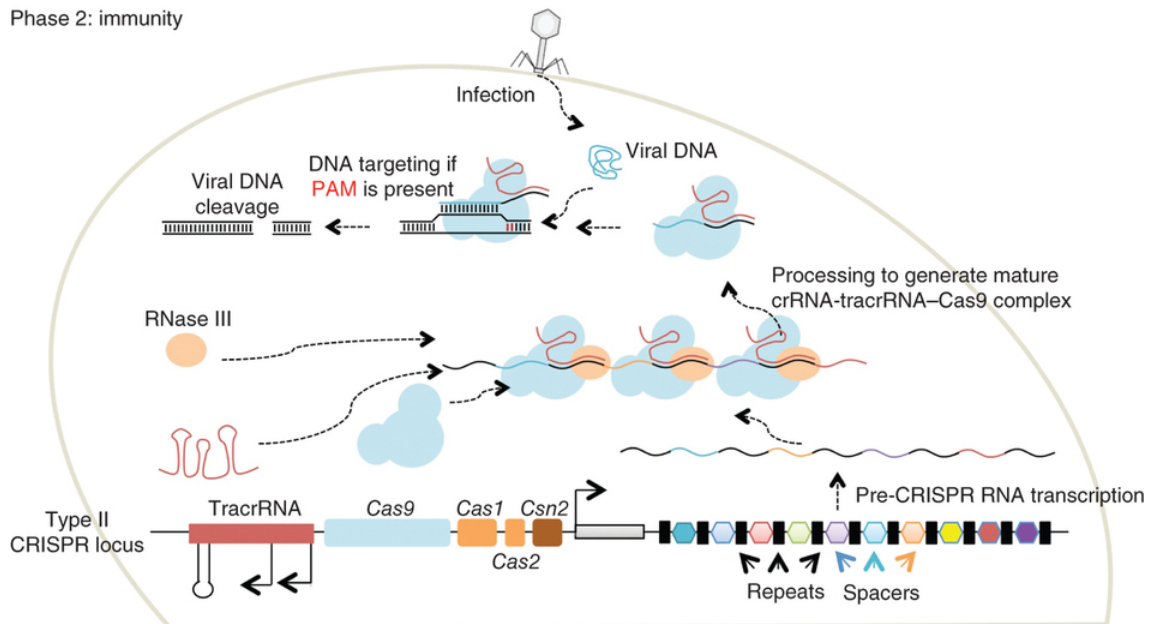 Phase 2: immunity
Infection
Viral DNA
DNA targeting if
PAM is present
Viral DNA
cleavage
Processing to generate mature
crRNA-tracrRNA–Cas9 complex
RNase III
Pre-CRISPR RNA transcription
Type II
CRISPR locus
TracrRNA
Cas9
Cas1
Cas2
Csn2
Repeats
Spacers